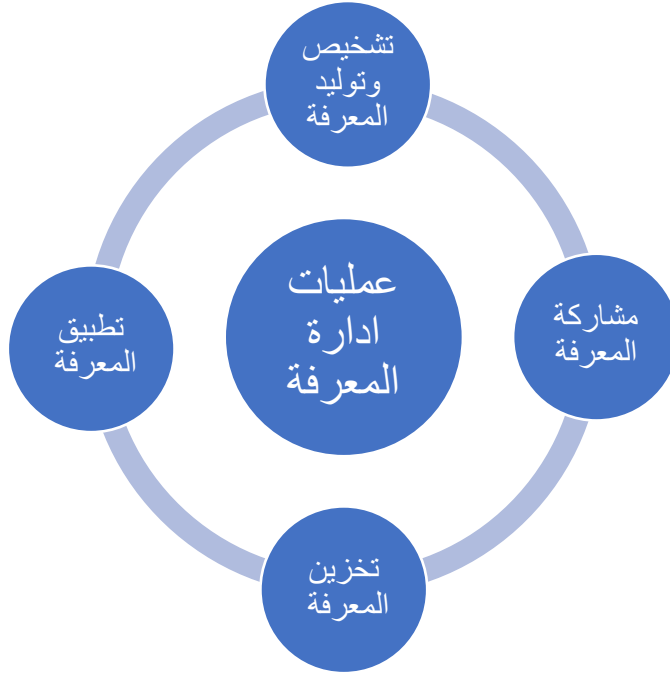 تشخيص
وتوليد
المعرفة
عمليات
ادارة
المعرفة
مشاركة
المعرفة
تطبيق
المعرفة
تخزين
المعرفة